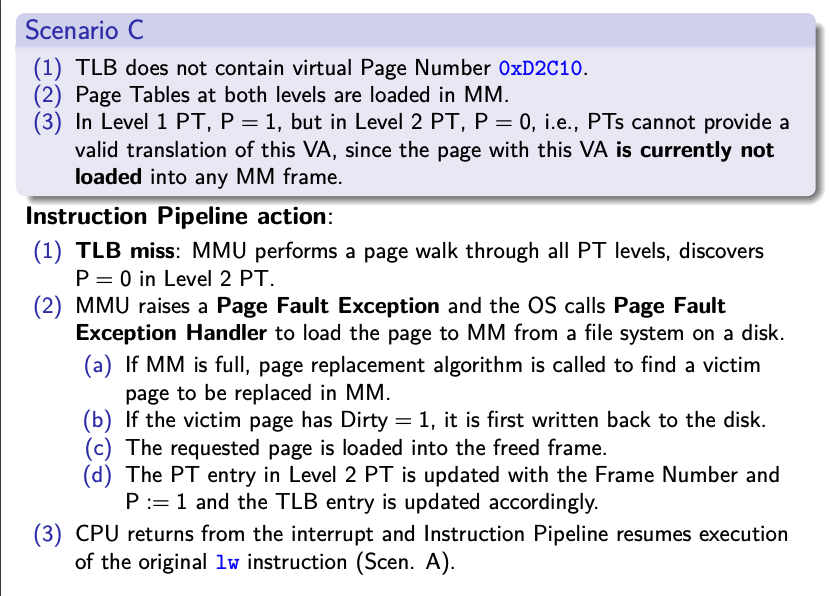 Scenario C
(1) TLB does not contain virtual Page Number 0xD2C10.
(2) Page Tables at both levels are loaded in MM.
(3) In Level 1 PT, P = 1, but in Level 2 PT, P = 0, i.e., PTs cannot provide a
valid translation of this VA, since the page with this VA is currently not
loaded into any MM frame.
Instruction Pipeline action:
(1) TLB miss: MMU performs a page walk through all PT levels, discovers
P = 0 in Level 2 PT.
(2) MMU raises a Page Fault Exception and the OS calls Page Fault
Exception Handler to load the page to MM from a file system on a disk.
(a) If MM is full, page replacement algorithm is called to find a victim
page to be replaced in MM.
(b) If the victim page has Dirty = 1, it is first written back to the disk.
(c) The requested page is loaded into the freed frame.
(d) The PT entry in Level 2 PT is updated with the Frame Number and
P := 1 and the TLB entry is updated accordingly.
(3) CPU returns from the interrupt and Instruction Pipeline resumes execution
of the original lw instruction (Scen. A).